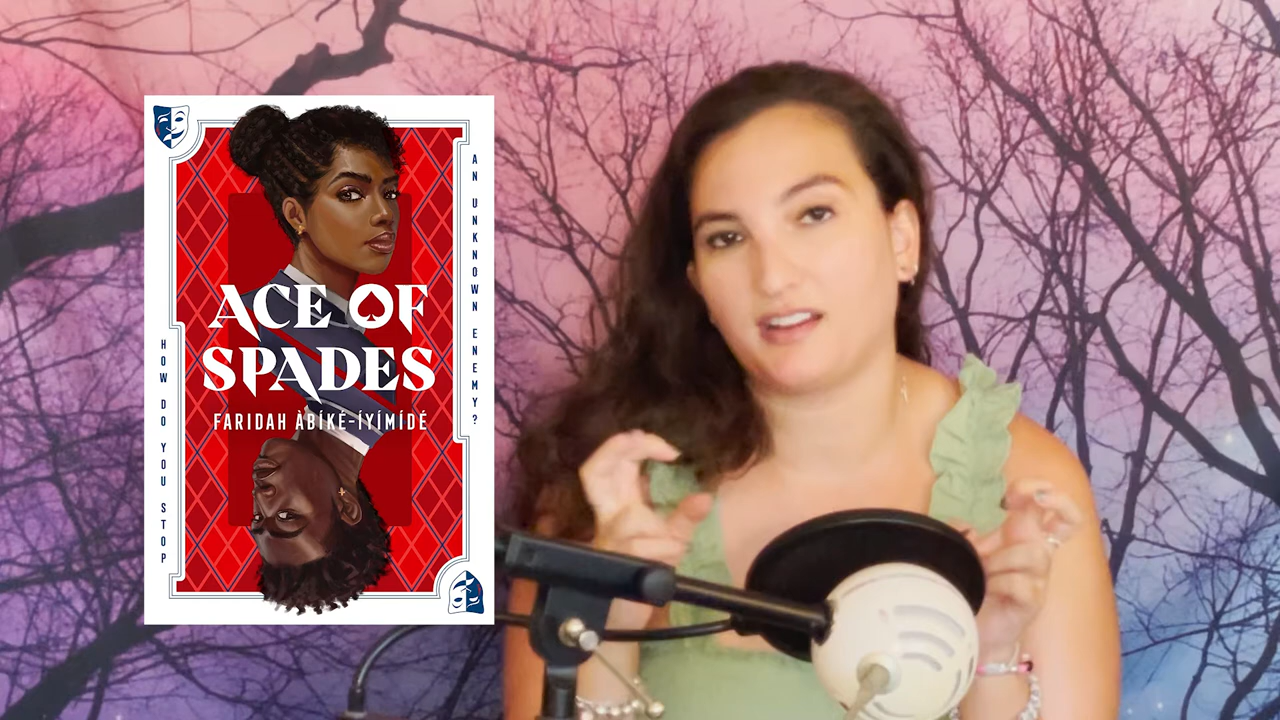 ACE OF
SPADES
FARIDAH ÀBÍKÉ-ÍYÍMÍDÉ
HOW DO YOU STOP
AN UNKNOWN ENEMY?